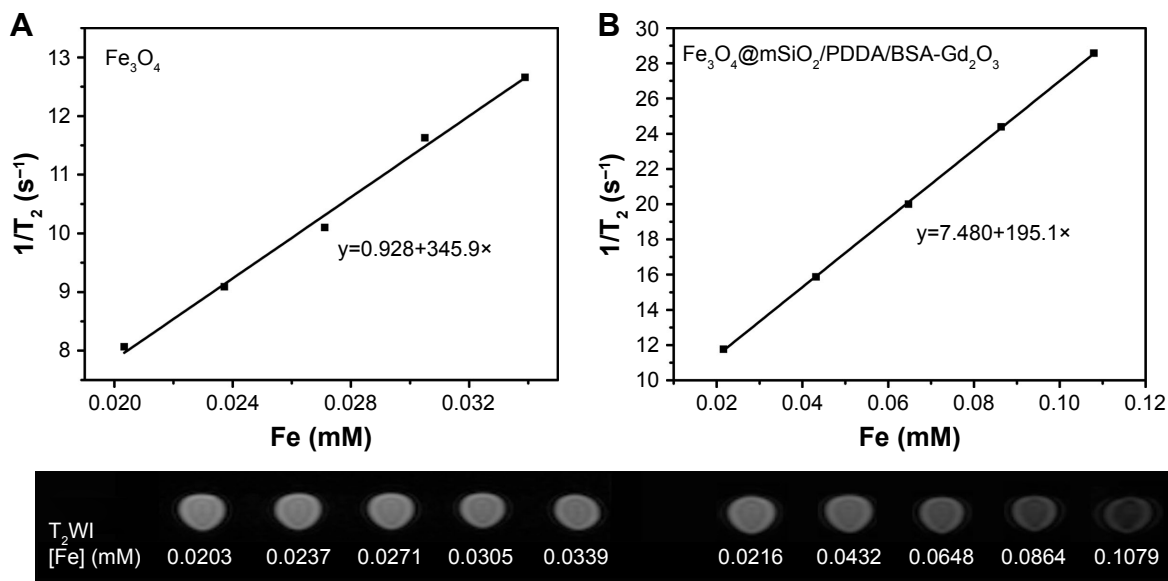 A
Fe₃O₄
13
12
11
10
9
8
1/T₂ (s⁻¹)
y=0.928+345.9×
0.020 0.024 0.028 0.032
Fe (mM)
B
Fe₃O₄@mSiO₂/PDDA/BSA-Gd₂O₃
30
28
26
24
22
20
18
16
14
12
10
1/T₂ (s⁻¹)
y=7.480+195.1×
0.02 0.04 0.06 0.08 0.10 0.12
Fe (mM)
T₂WI
[Fe] (mM) 0.0203 0.0237 0.0271 0.0305 0.0339 0.0216 0.0432 0.0648 0.0864 0.1079